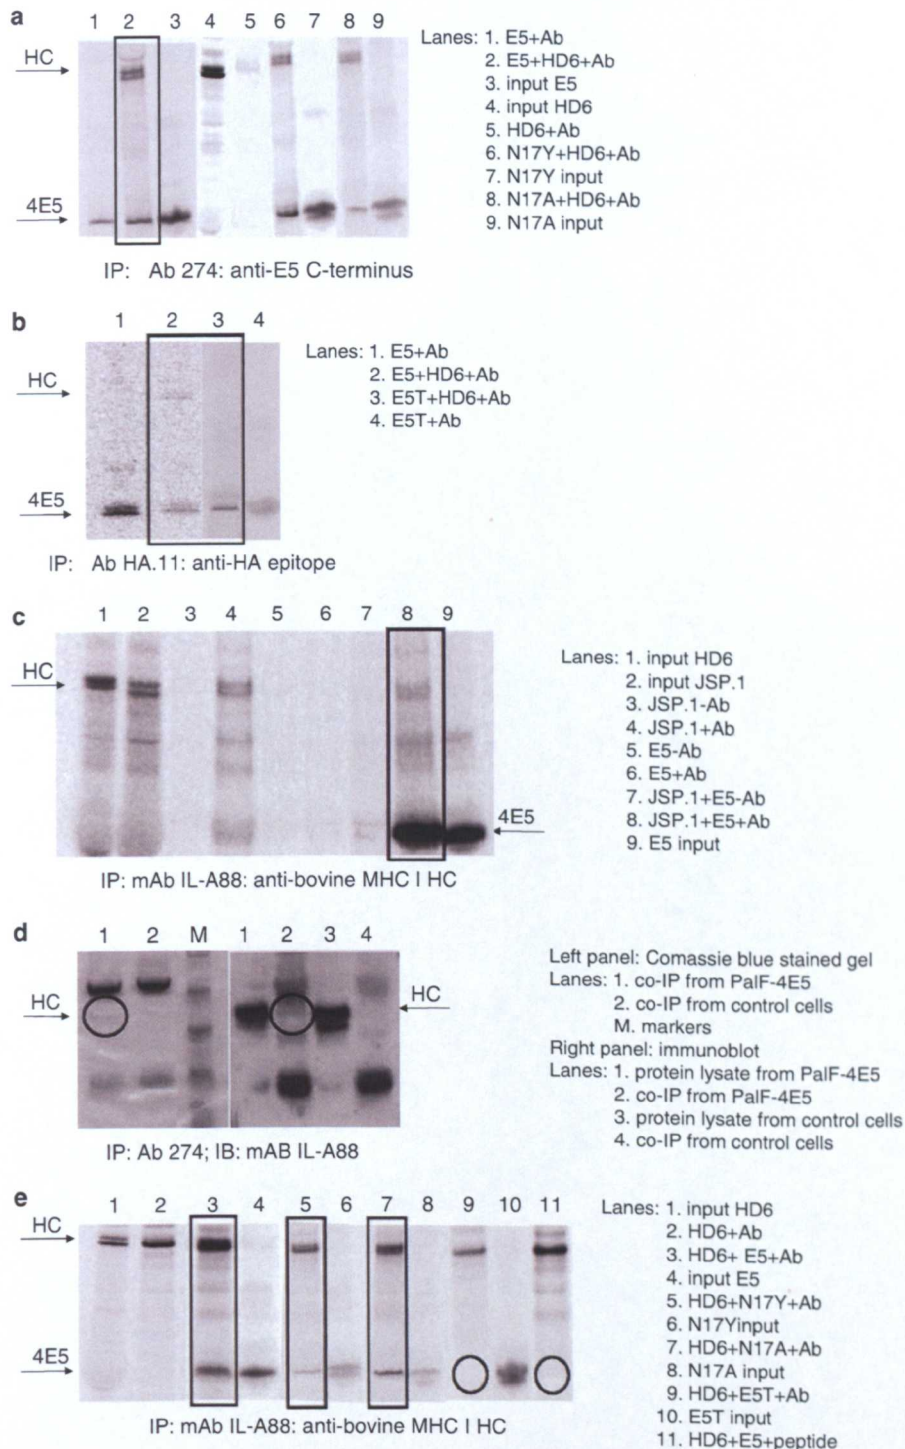 a
1 2 3 4 5 6 7 8 9
HC
4E5
Lanes: 1. E5+Ab
2. E5+HD6+Ab
3. input E5
4. input HD6
5. HD6+Ab
6. N17Y+HD6+Ab
7. N17Y input
8. N17A+HD6+Ab
9. N17A input
IP: Ab 274: anti-E5 C-terminus
b
1 2 3 4
HC
4E5
Lanes: 1. E5+Ab
2. E5+HD6+Ab
3. E5T+HD6+Ab
4. E5T+Ab
IP: Ab HA.11: anti-HA epitope
c
1 2 3 4 5 6 7 8 9
HC
4E5
Lanes: 1. input HD6
2. input JSP.1
3. JSP.1-Ab
4. JSP.1+Ab
5. E5-Ab
6. E5+Ab
7. JSP.1+E5-Ab
8. JSP.1+E5+Ab
9. E5 input
IP: mAb IL-A88: anti-bovine MHC I HC
d
1 2 M 1 2 3 4
HC
HC
Left panel: Comassie blue stained gel
Lanes: 1. co-IP from PalF-4E5
2. co-IP from control cells
M. markers
Right panel: immunoblot
Lanes: 1. protein lysate from PalF-4E5
2. co-IP from PalF-4E5
3. protein lysate from control cells
4. co-IP from control cells
IP: Ab 274; IB: mAB IL-A88
e
1 2 3 4 5 6 7 8 9 10 11
HC
4E5
Lanes: 1. input HD6
2. HD6+Ab
3. HD6+ E5+Ab
4. input E5
5. HD6+N17Y+Ab
6. N17Yinput
7. HD6+N17A+Ab
8. N17A input
9. HD6+E5T+Ab
10. E5T input
11. HD6+E5+peptide
IP: mAb IL-A88: anti-bovine MHC I HC